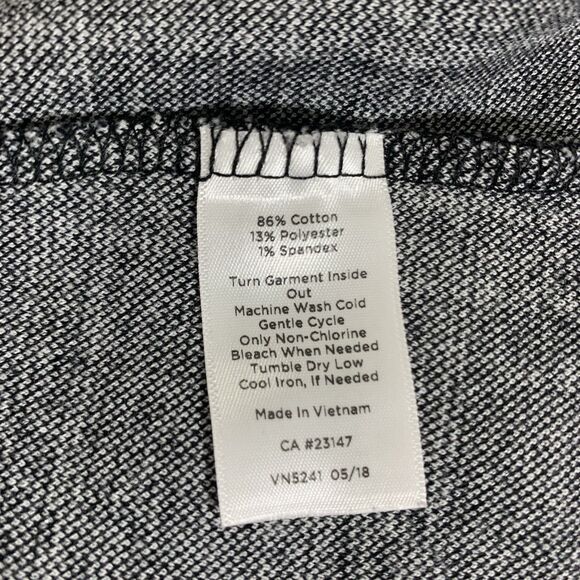 86% Cotton
13% Polyester
1% Spandex
Turn Garment Inside
Out
Machine Wash Cold
Gentle Cycle
Only Non-Chlorine
Bleach When Needed
Tumble Dry Low
Cool Iron, If Needed
Made In Vietnam
CA #23147
VN5241 05/18